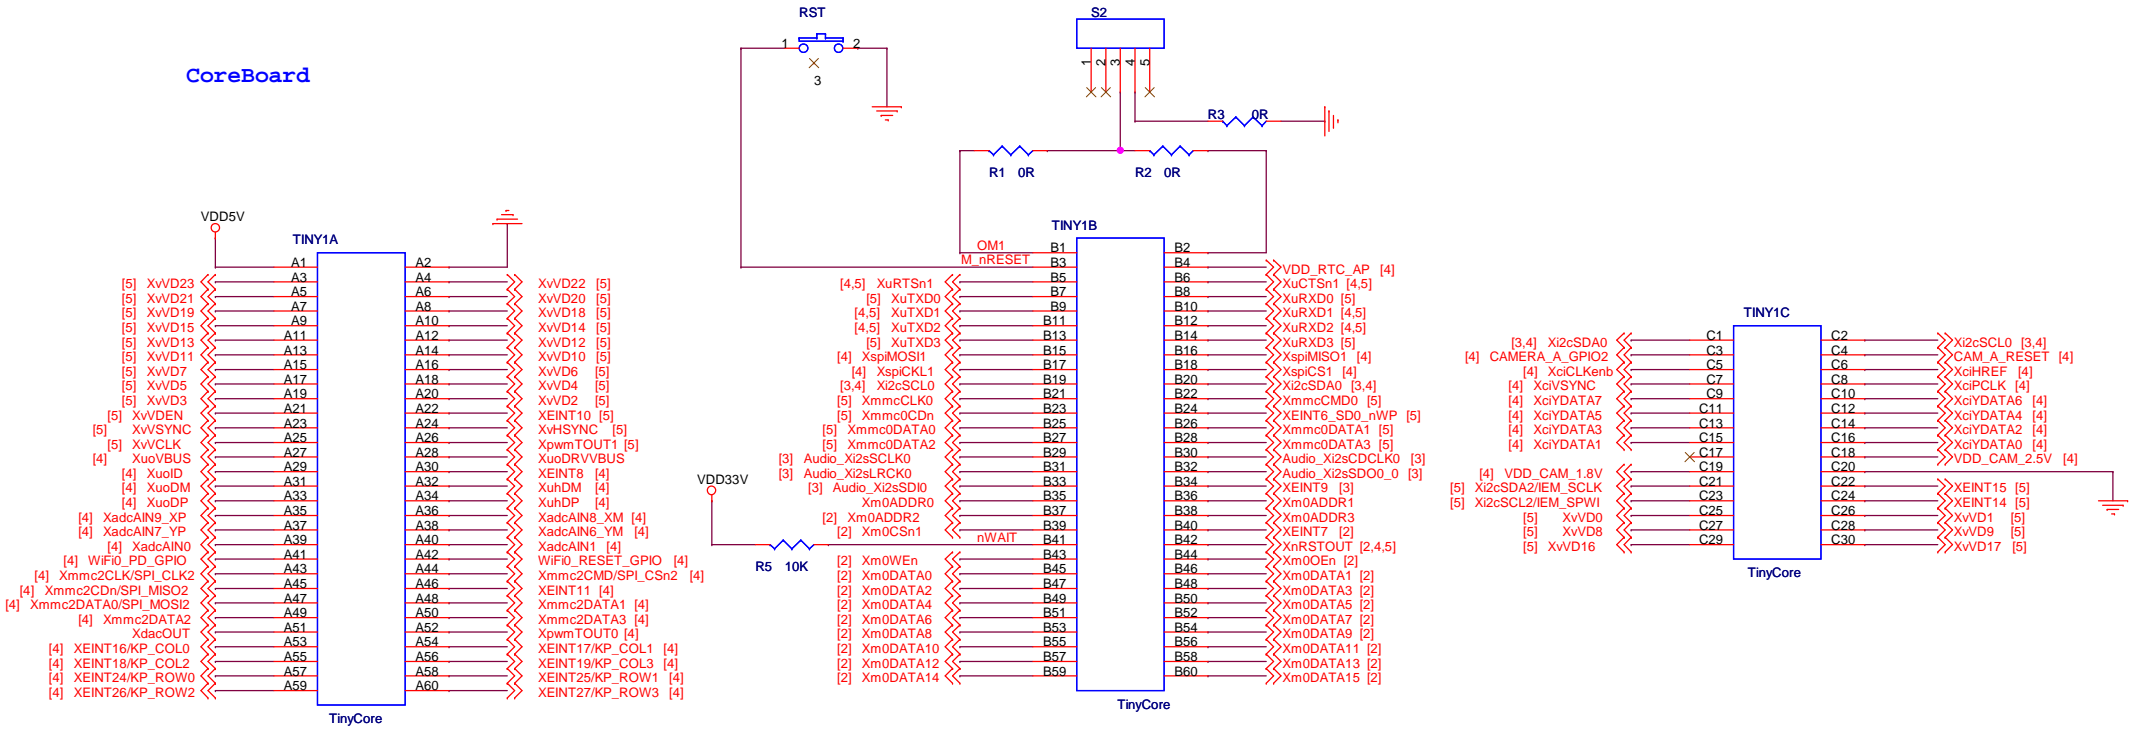 RST
S2
1 2
3
1 2 3 4 5
CoreBoard
R3 0R
R1 0R
R2 0R
VDD5V
TINY1A
A1 A2
[5] XvVD23 A3 A4 XvVD22 [5]
[5] XvVD21 A5 A6 XvVD20 [5]
[5] XvVD19 A7 A8 XvVD18 [5]
[5] XvVD15 A9 A10 XvVD14 [5]
[5] XvVD13 A11 A12 XvVD12 [5]
[5] XvVD11 A13 A14 XvVD10 [5]
[5] XvVD7 A15 A16 XvVD6 [5]
[5] XvVD5 A17 A18 XvVD4 [5]
[5] XvVD3 A19 A20 XvVD2 [5]
[5] XvVDEN A21 A22 XEINT10 [5]
[5] XvVSYNC A23 A24 XvHSYNC [5]
[5] XvVCLK A25 A26 XpwmTOUT1 [5]
[4] XuoVBUS A27 A28 XuoDRVVBUS
[4] XuoID A29 A30 XEINT8 [4]
[4] XuoDM A31 A32 XuhDM [4]
[4] XuoDP A33 A34 XuhDP [4]
[4] XadcAIN9_XP A35 A36 XadcAIN8_XM [4]
[4] XadcAIN7_YP A37 A38 XadcAIN6_YM [4]
[4] XadcAIN0 A39 A40 XadcAIN1 [4]
[4] WiFi0_PD_GPIO A41 A42 WIFI0_RESET_GPIO [4]
[4] Xmmc2CLK/SPI_CLK2 A43 A44 Xmmc2CMD/SPI_CSn2 [4]
[4] Xmmc2CDn/SPI_MISO2 A45 A46 XEINT11 [4]
[4] Xmmc2DATA0/SPI_MOSI2 A47 A48 Xmmc2DATA1 [4]
[4] Xmmc2DATA2 A49 A50 Xmmc2DATA3 [4]
XdacOUT A51 A52 XpwmTOUT0 [4]
[4] XEINT16/KP_COL0 A53 A54 XEINT17/KP_COL1 [4]
[4] XEINT18/KP_COL2 A55 A56 XEINT19/KP_COL3 [4]
[4] XEINT24/KP_ROW0 A57 A58 XEINT25/KP_ROW1 [4]
[4] XEINT26/KP_ROW2 A59 A60 XEINT27/KP_ROW3 [4]
TinyCore
TINY1B
OM1 B1 B2
M_nRESET B3 B4 VDD_RTC_AP [4]
[4,5] XuRTSn1 B5 B6 XuCTSn1 [4,5]
[5] XuTXD0 B7 B8 XuRXD0 [5]
[4,5] XuTXD1 B9 B10 XuRXD1 [4,5]
[4,5] XuTXD2 B11 B12 XuRXD2 [4,5]
[5] XuTXD3 B13 B14 XuRXD3 [5]
[4] XspiMOSI1 B15 B16 XspiMISO1 [4]
[4] XspiCKL1 B17 B18 XspiCS1 [4]
[3,4] Xi2cSCL0 B19 B20 Xi2cSDA0 [3,4]
[5] XmmcCLK0 B21 B22 XmmcCMD0 [5]
[5] Xmmc0CDn B23 B24 XEINT6_SD0_nWP [5]
[5] Xmmc0DATA0 B25 B26 Xmmc0DATA1 [5]
[5] Xmmc0DATA2 B27 B28 Xmmc0DATA3 [5]
[3] Audio_Xi2sSCLK0 B29 B30 Audio_Xi2sCDCLK0 [3]
[3] Audio_Xi2sLRCK0 B31 B32 Audio_Xi2sSDO0_0 [3]
[3] Audio_Xi2sSDI0 B33 B34 XEINT9 [3]
Xm0ADDR0 B35 B36 Xm0ADDR1
[2] Xm0ADDR2 B37 B38 Xm0ADDR3
[2] Xm0CSn1 B39 B40 XEINT7 [2]
VDD33V
R5 10K
nWAIT B41 B42 XnRSTOUT [2,4,5]
[2] Xm0WEn B43 B44 Xm0OEn [2]
[2] Xm0DATA0 B45 B46 Xm0DATA1 [2]
[2] Xm0DATA2 B47 B48 Xm0DATA3 [2]
[2] Xm0DATA4 B49 B50 Xm0DATA5 [2]
[2] Xm0DATA6 B51 B52 Xm0DATA7 [2]
[2] Xm0DATA8 B53 B54 Xm0DATA9 [2]
[2] Xm0DATA10 B55 B56 Xm0DATA11 [2]
[2] Xm0DATA12 B57 B58 Xm0DATA13 [2]
[2] Xm0DATA14 B59 B60 Xm0DATA15 [2]
TinyCore
TINY1C
[3,4] Xi2cSDA0 C1 C2 Xi2cSCL0 [3,4]
[4] CAMERA_A_GPIO2 C3 C4 CAM_A_RESET [4]
[4] XciCLKenb C5 C6 XciHREF [4]
[4] XciVSYNC C7 C8 XciPCLK [4]
[4] XciYDATA7 C9 C10 XciYDATA6 [4]
[4] XciYDATA5 C11 C12 XciYDATA4 [4]
[4] XciYDATA3 C13 C14 XciYDATA2 [4]
[4] XciYDATA1 C15 C16 XciYDATA0 [4]
C17 C18 VDD_CAM_2.5V [4]
[4] VDD_CAM_1.8V C19 C20
[5] Xi2cSDA2/IEM_SCLK C21 C22 XEINT15 [5]
[5] Xi2cSCL2/IEM_SPWI C23 C24 XEINT14 [5]
[5] XvVD0 C25 C26 XvVD1 [5]
[5] XvVD8 C27 C28 XvVD9 [5]
[5] XvVD16 C29 C30 XvVD17 [5]
TinyCore